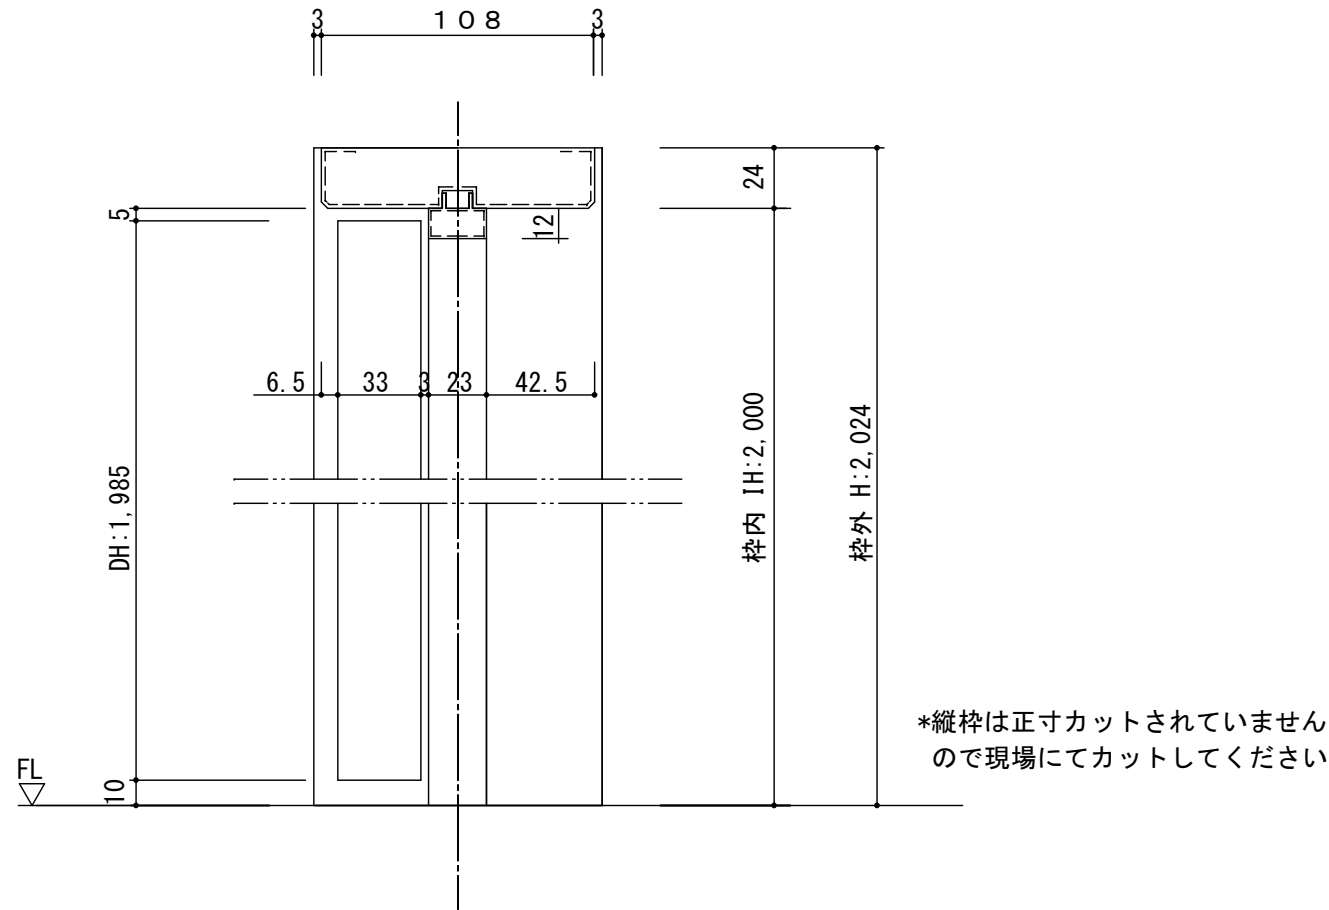 3 108 3
24
5
12
6.5 33 3 23 42.5
DH:1,985
枠内 IH:2,000
枠外 H:2,024
*縦枠は正寸カットされていません
ので現場にてカットしてください
FL
10